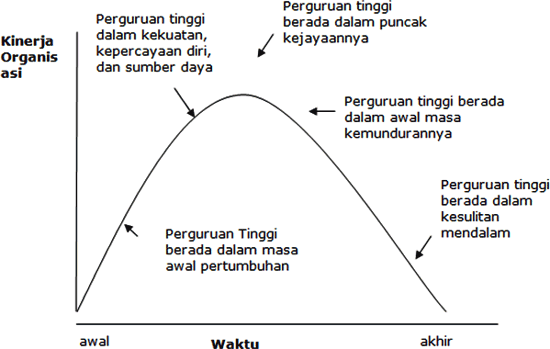 Kinerja
Organis
asi
Perguruan tinggi
dalam kekuatan,
kepercayaan diri,
dan sumber daya
Perguruan tinggi
berada dalam puncak
kejayaannya
Perguruan tinggi berada
dalam awal masa
kemundurannya
Perguruan tinggi
berada dalam
kesulitan
mendalam
Perguruan Tinggi
berada dalam masa
awal pertumbuhan
awal
Waktu
akhir